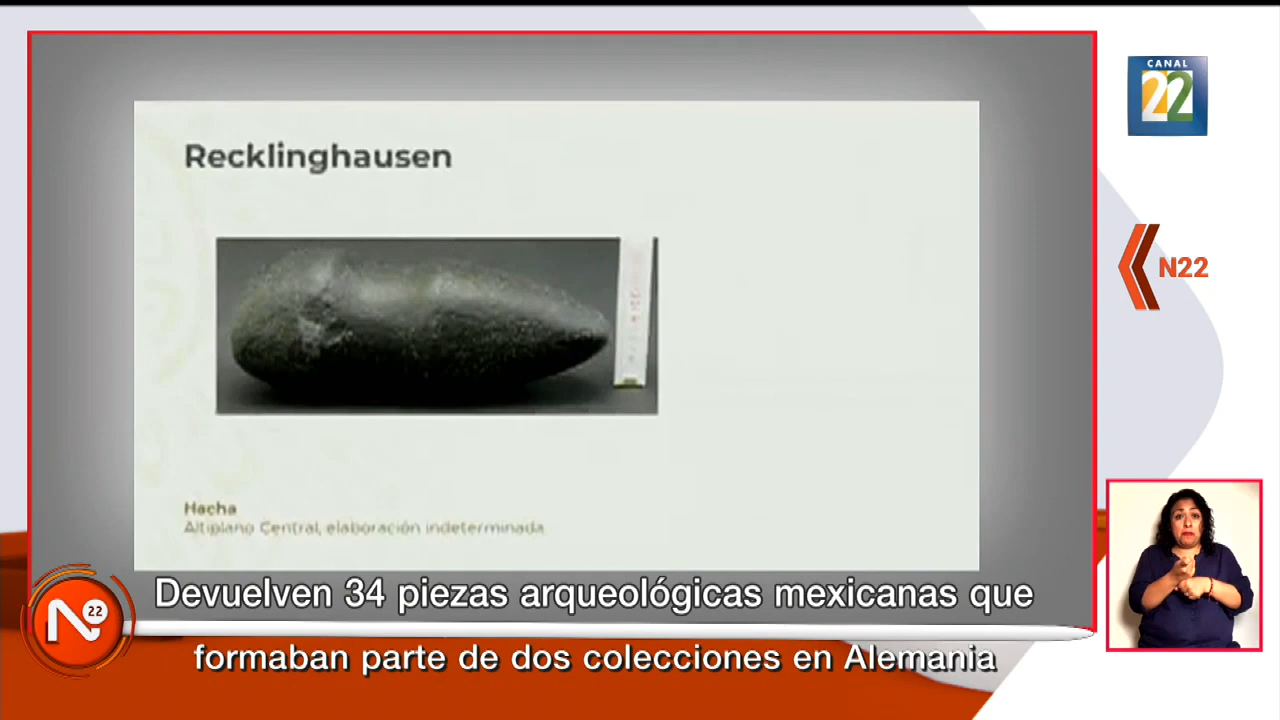 CANAL
22
Recklinghausen
N22
Hacha
Altiplano Central, elaboración indeterminada
Devuelven 34 piezas arqueológicas mexicanas que
N 22
formaban parte de dos colecciones en Alemania